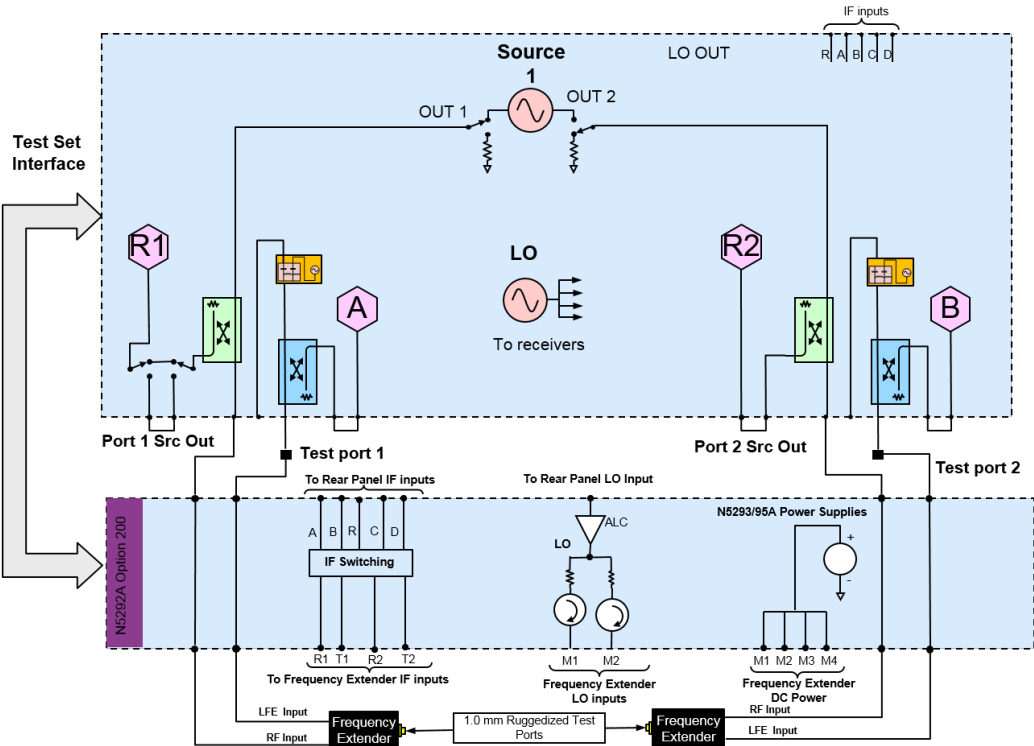 IF inputs
Source
1
LO OUT
R A B C D
OUT 1
OUT 2
Test Set
Interface
R1
A
LO
To receivers
R2
B
Port 1 Src Out
Test port 1
Port 2 Src Out
Test port 2
To Rear Panel IF inputs
To Rear Panel LO Input
N5293/95A Power Supplies
A B R C D
ALC
LO
+
-
IF Switching
N5292A Option 200
R1 T1 R2 T2
M1 M2
M1 M2 M3 M4
To Frequency Extender IF inputs
Frequency Extender
LO inputs
Frequency Extender
DC Power
LFE Input
RF Input
Frequency
Extender
1.0 mm Ruggedized Test
Ports
Frequency
Extender
RF Input
LFE Input